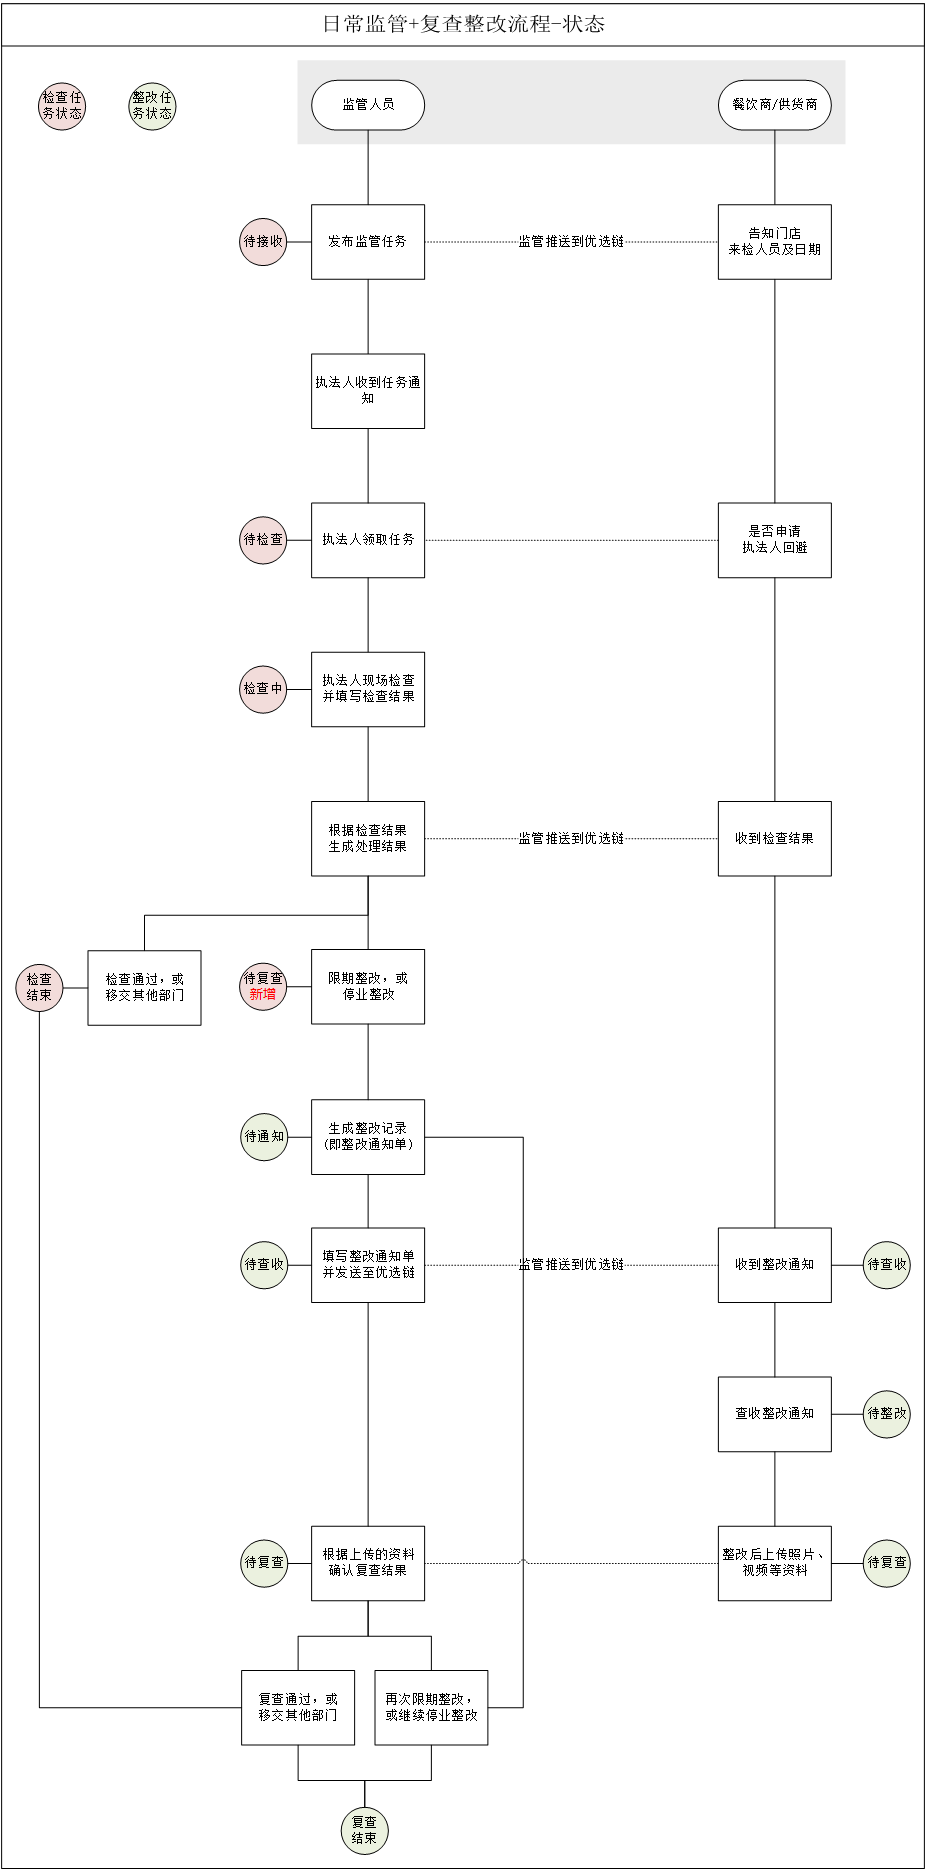 日常监管+复查整改流程-状态
检查任
务状态
整改任
务状态
监管人员
餐饮商/供货商
待接收
发布监管任务
监管推送到优选链
告知门店
来检人员及日期
执法人收到任务通
知
待检查
执法人领取任务
是否申请
执法人回避
检查中
执法人现场检查
并填写检查结果
根据检查结果
生成处理结果
监管推送到优选链
收到检查结果
检查
结束
检查通过，或
移交其他部门
待复查
新增
限期整改，或
停业整改
待通知
生成整改记录
(即整改通知单)
待查收
填写整改通知单
并发送至优选链
监管推送到优选链
收到整改通知
待查收
查收整改通知
待整改
待复查
根据上传的资料
确认复查结果
整改后上传照片、
视频等资料
待复查
复查通过，或
移交其他部门
再次限期整改，
或继续停业整改
复查
结束